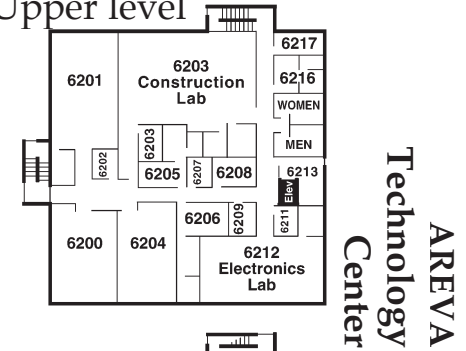 Upper level
6217
6203
Construction
Lab
6201
6216
WOMEN
MEN
6203
6202
6205
6207
6208
6213
Elev
6206
6209
6211
6200
6204
6212
Electronics
Lab
AREVA
Technology
Center